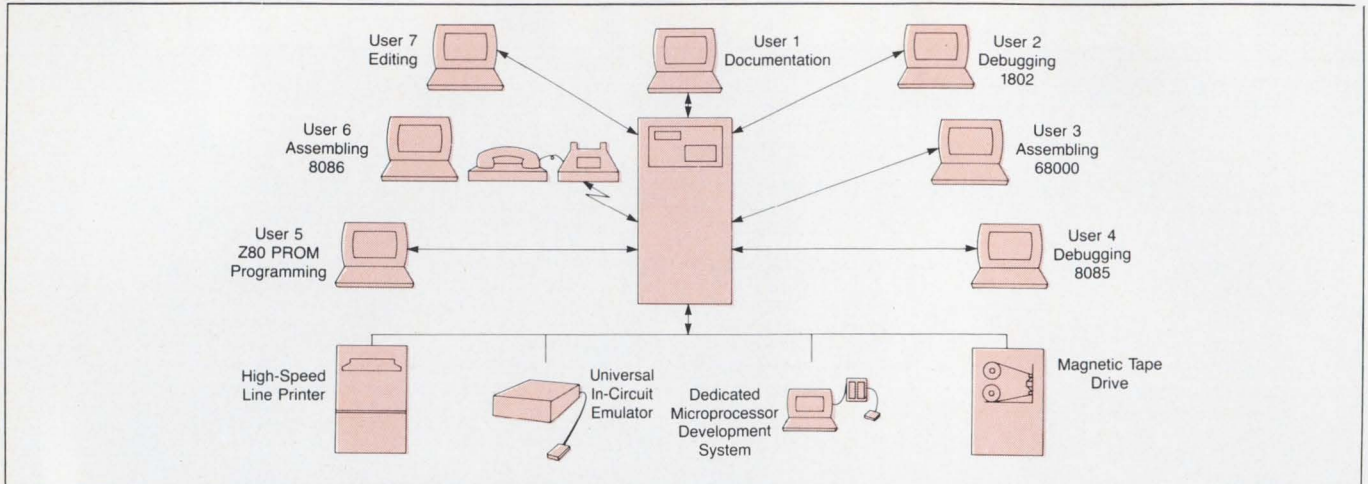 User 7
Editing
User 1
Documentation
User 2
Debugging
1802
User 6
Assembling
8086
User 3
Assembling
68000
User 5
Z80 PROM
Programming
User 4
Debugging
8085
High-Speed
Line Printer
Universal
In-Circuit
Emulator
Dedicated
Microprocessor
Development
System
Magnetic Tape
Drive